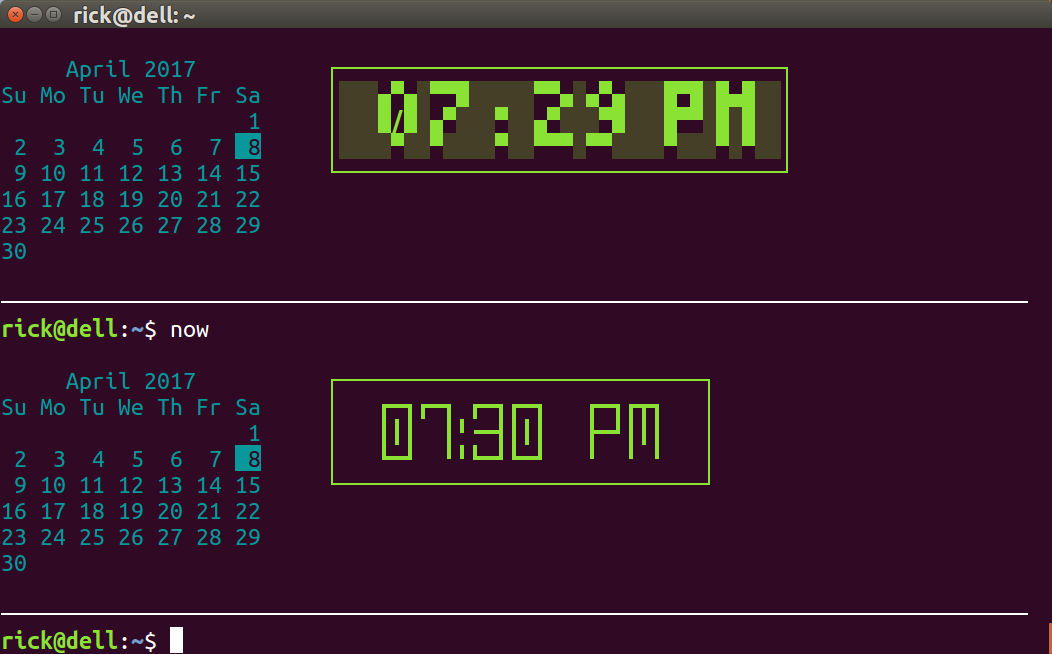 rick@dell: ~
April 2017
Su Mo Tu We Th Fr Sa
1
2 3 4 5 6 7 8
9 10 11 12 13 14 15
16 17 18 19 20 21 22
23 24 25 26 27 28 29
30
07:29 PM
rick@dell:~$ now
April 2017
Su Mo Tu We Th Fr Sa
1
2 3 4 5 6 7 8
9 10 11 12 13 14 15
16 17 18 19 20 21 22
23 24 25 26 27 28 29
30
07:30 PM
rick@dell:~$